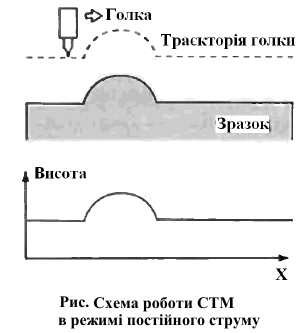 Голка
Траєкторія голки
Зразок
Висота
X
Рис. Схема роботи СТМ
в режимі постійного струму